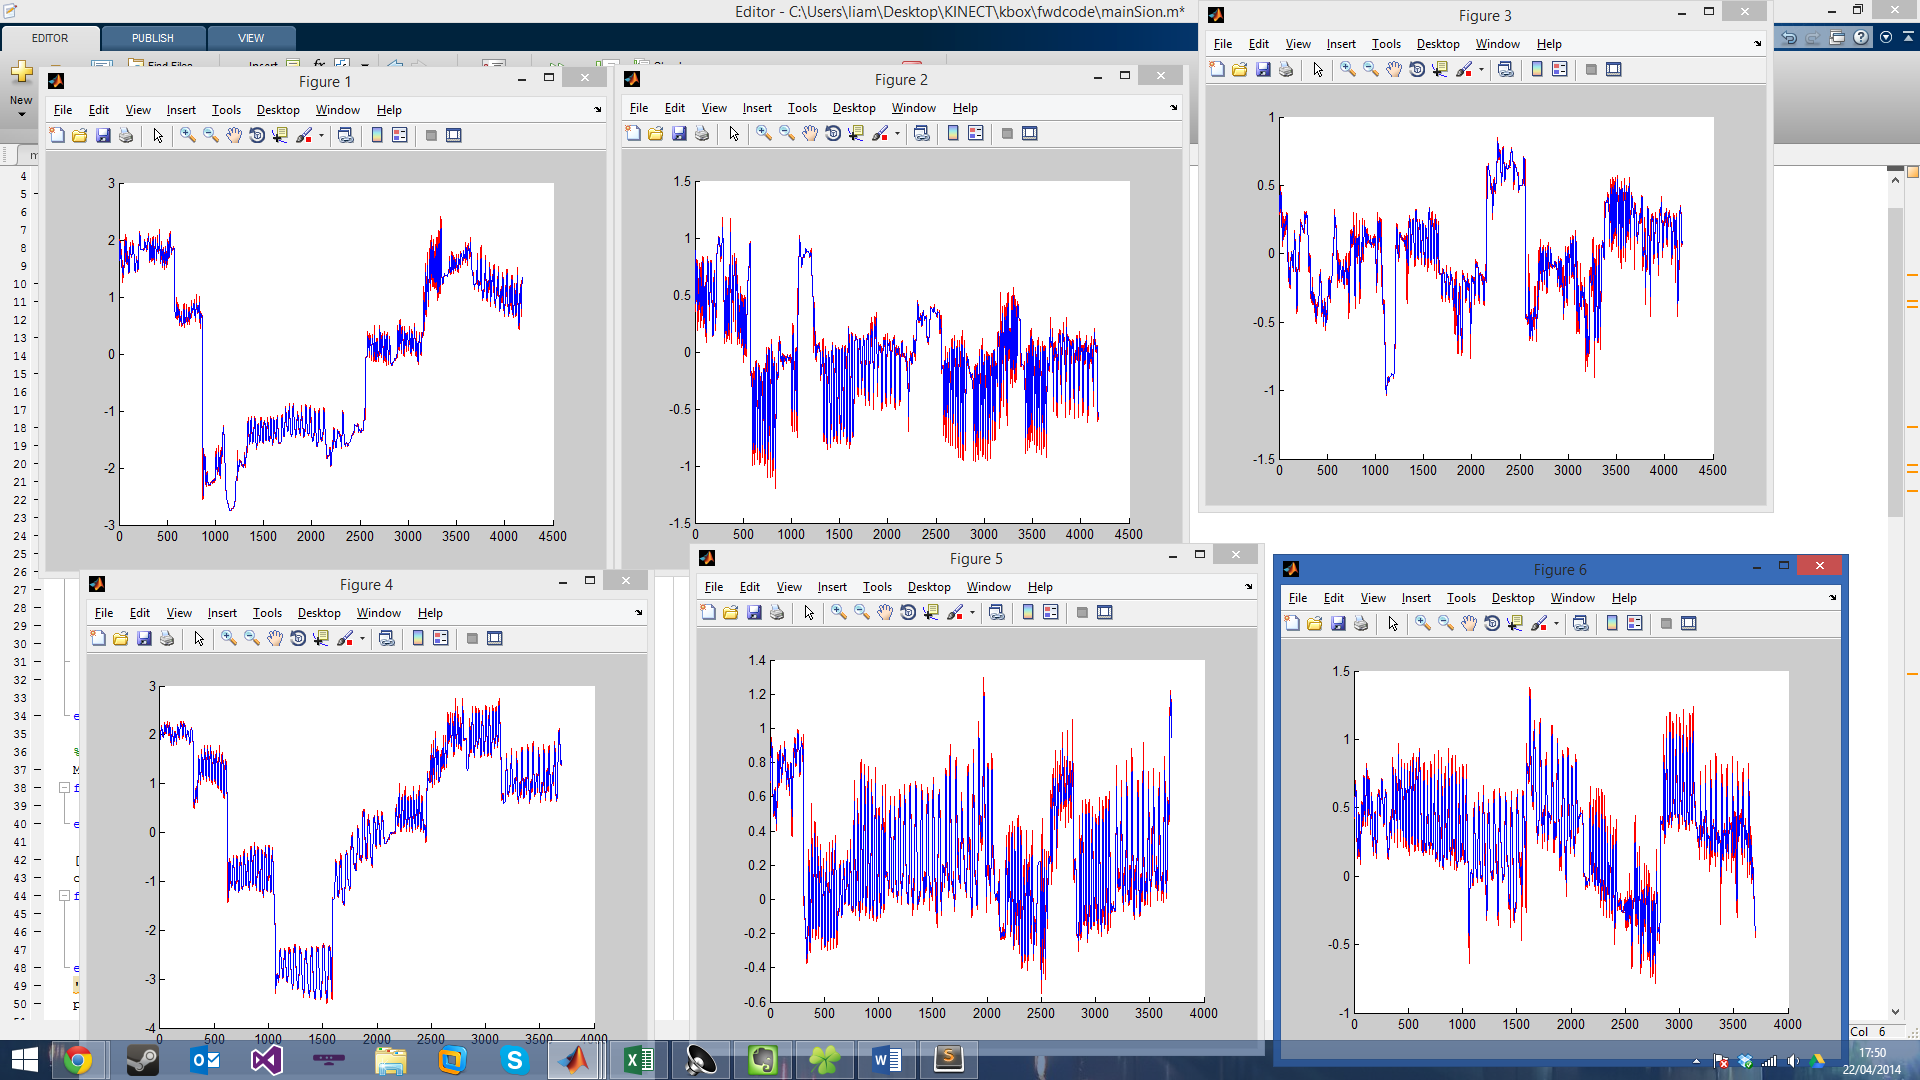 Editor - C:\Users\liam\Desktop\KINECT\kbox\fwdcode\mainSion.m*
EDITOR PUBLISH VIEW
Find Files Insert fx
New
Figure 1
File Edit View Insert Tools Desktop Window Help
3
2
1
0
-1
-2
-3
0 500 1000 1500 2000 2500 3000 3500 4000 4500
Figure 2
File Edit View Insert Tools Desktop Window Help
1.5
1
0.5
0
-0.5
-1
-1.5
0 500 1000 1500 2000 2500 3000 3500 4000 4500
Figure 3
File Edit View Insert Tools Desktop Window Help
1
0.5
0
-0.5
-1
-1.5
0 500 1000 1500 2000 2500 3000 3500 4000 4500
Figure 4
File Edit View Insert Tools Desktop Window Help
3
2
1
0
-1
-2
-3
-4
0 500 1000 1500 2000 2500 3000 3500 4000
Figure 5
File Edit View Insert Tools Desktop Window Help
1.4
1.2
1
0.8
0.6
0.4
0.2
0
-0.2
-0.4
-0.6
0 500 1000 1500 2000 2500 3000 3500 4000
Figure 6
File Edit View Insert Tools Desktop Window Help
1.5
1
0.5
0
-0.5
-1
0 500 1000 1500 2000 2500 3000 3500 4000
4
5
6
7
8
9
10
11
12
13
14
15
16
17
18
19
20
21
22
23
24
25
26
27
28
29
30
31
32
33
34 e
35
36 %
37 M
38 f
39
40 e
41
42 [
43 c
44 f
45
46
47
48 e
49 '
50 p
Col 6
17:50
22/04/2014